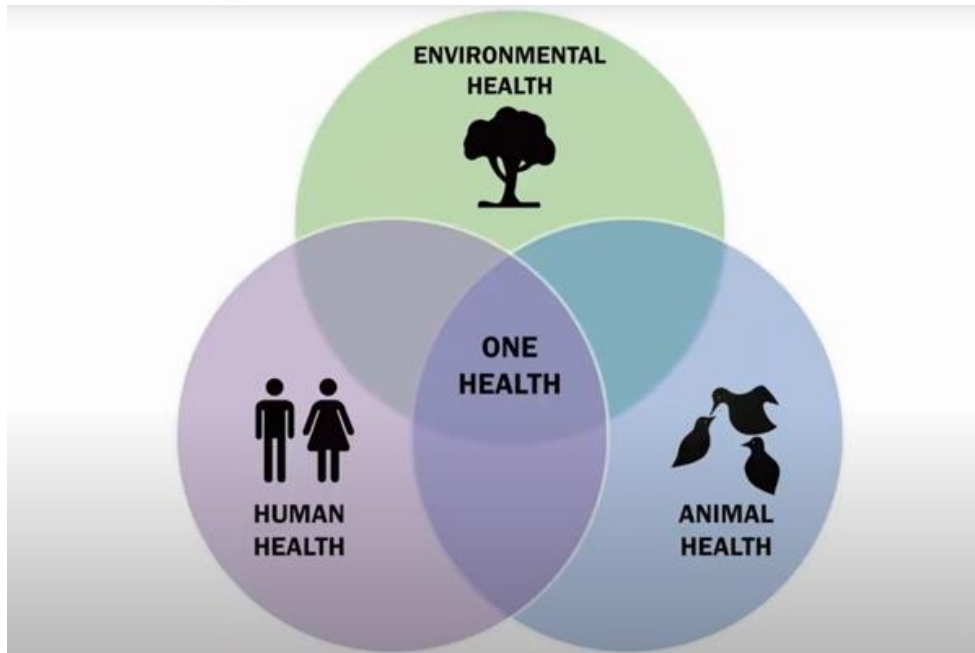 ENVIRONMENTAL
HEALTH
ONE
HEALTH
HUMAN
HEALTH
ANIMAL
HEALTH